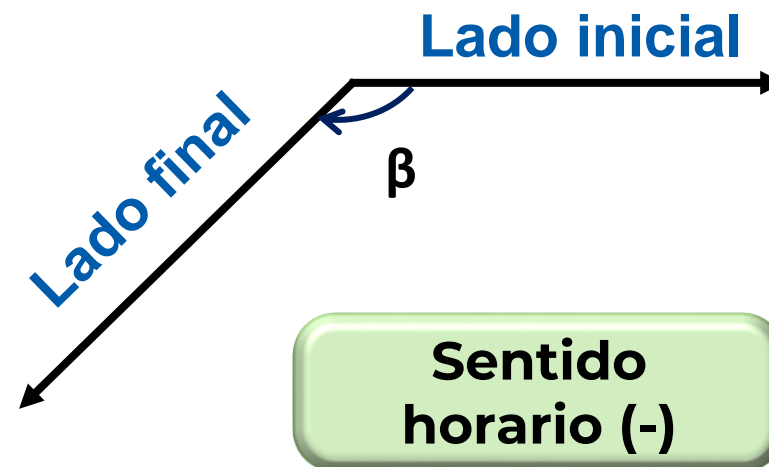 Lado inicial
Lado final
β
Sentido
horario (-)